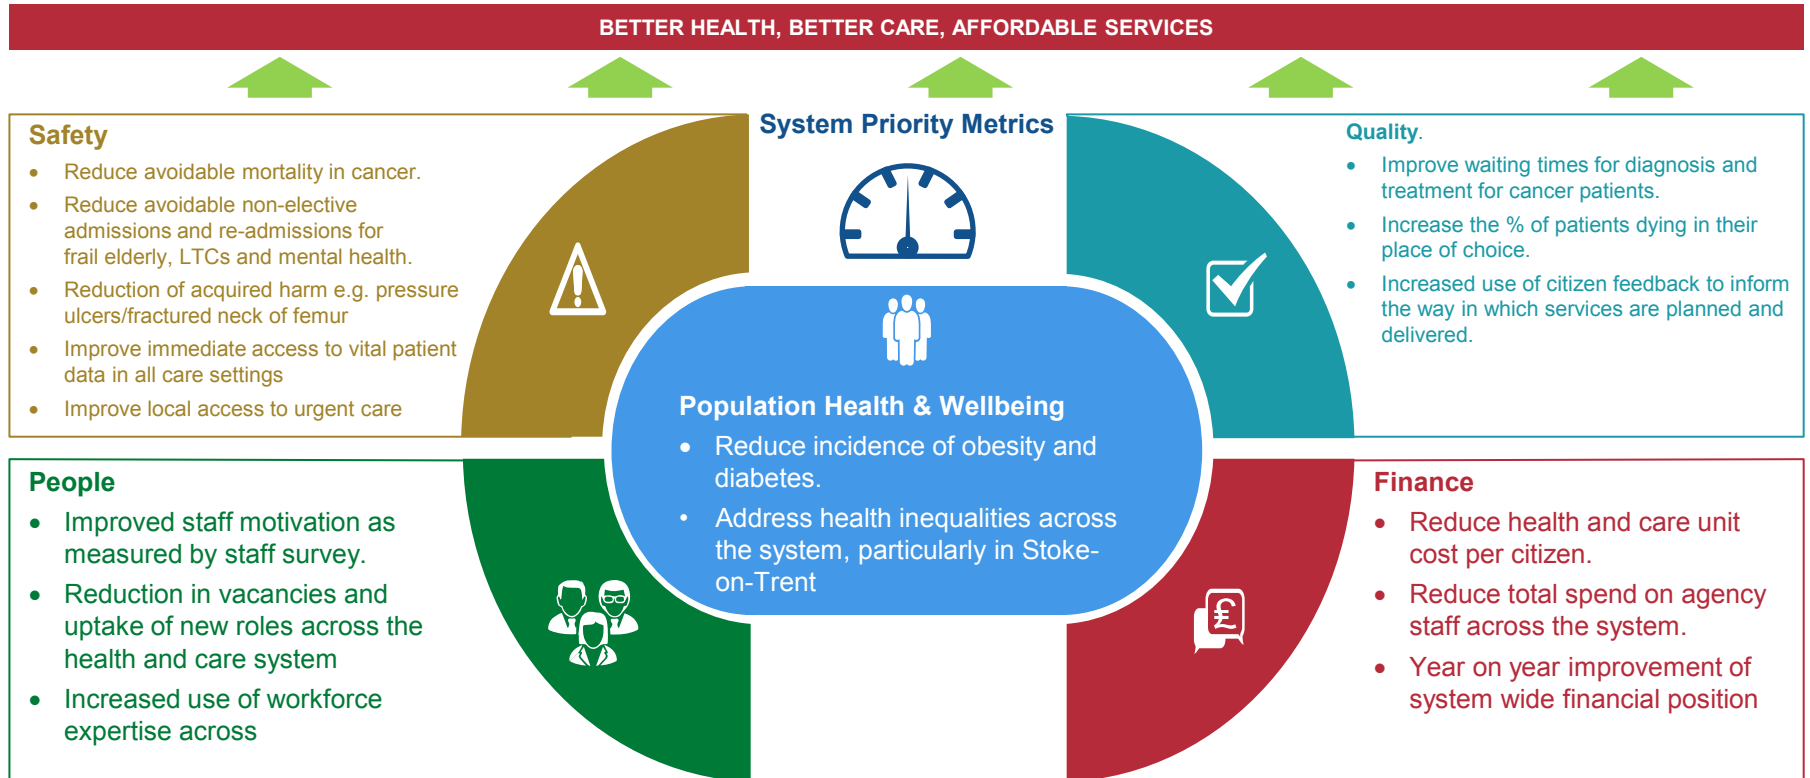 BETTER HEALTH, BETTER CARE, AFFORDABLE SERVICES
Safety
• Reduce avoidable mortality in cancer.
• Reduce avoidable non-elective
admissions and re-admissions for
frail elderly, LTCs and mental health.
• Reduction of acquired harm e.g. pressure
ulcers/fractured neck of femur
• Improve immediate access to vital patient
data in all care settings
• Improve local access to urgent care
System Priority Metrics
Quality.
• Improve waiting times for diagnosis and
treatment for cancer patients.
• Increase the % of patients dying in their
place of choice.
• Increased use of citizen feedback to inform
the way in which services are planned and
delivered.
Population Health & Wellbeing
• Reduce incidence of obesity and
diabetes.
• Address health inequalities across
the system, particularly in Stoke-
on-Trent
People
• Improved staff motivation as
measured by staff survey.
• Reduction in vacancies and
uptake of new roles across the
health and care system
• Increased use of workforce
expertise across
£
Finance
• Reduce health and care unit
cost per citizen.
• Reduce total spend on agency
staff across the system.
• Year on year improvement of
system wide financial position